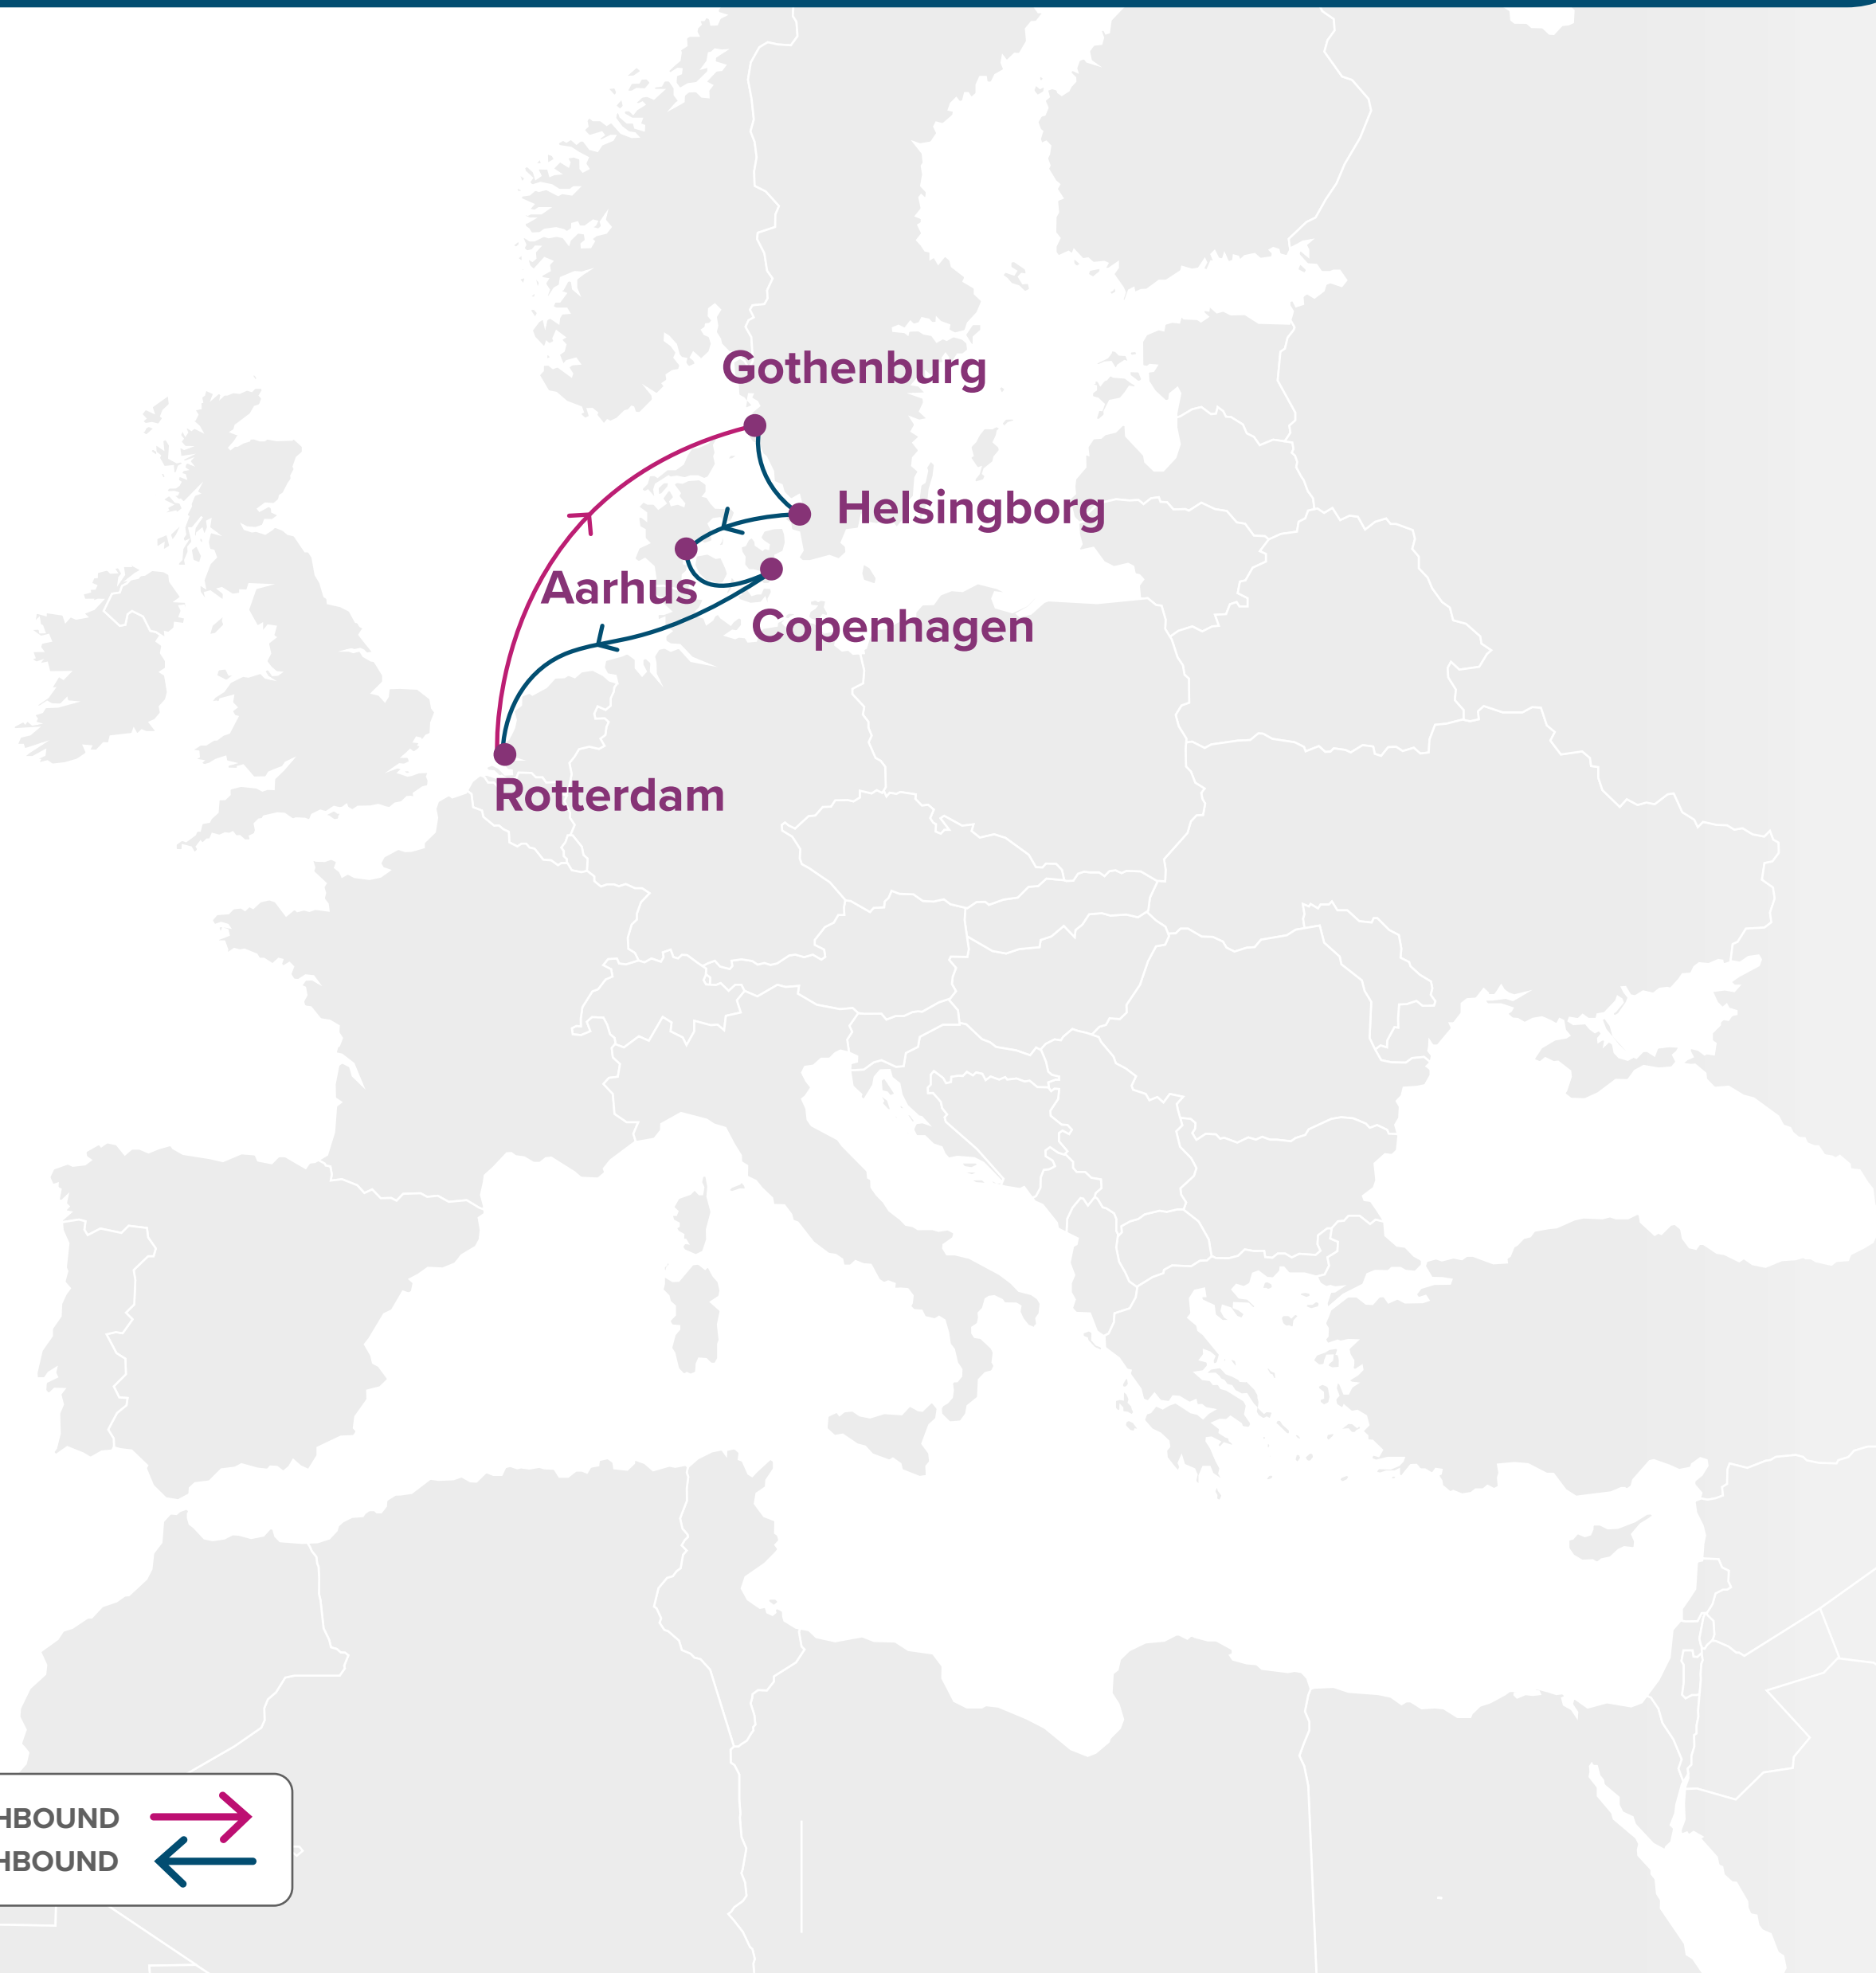 Gothenburg
Helsingborg
Aarhus
Copenhagen
Rotterdam
HBOUND
HBOUND